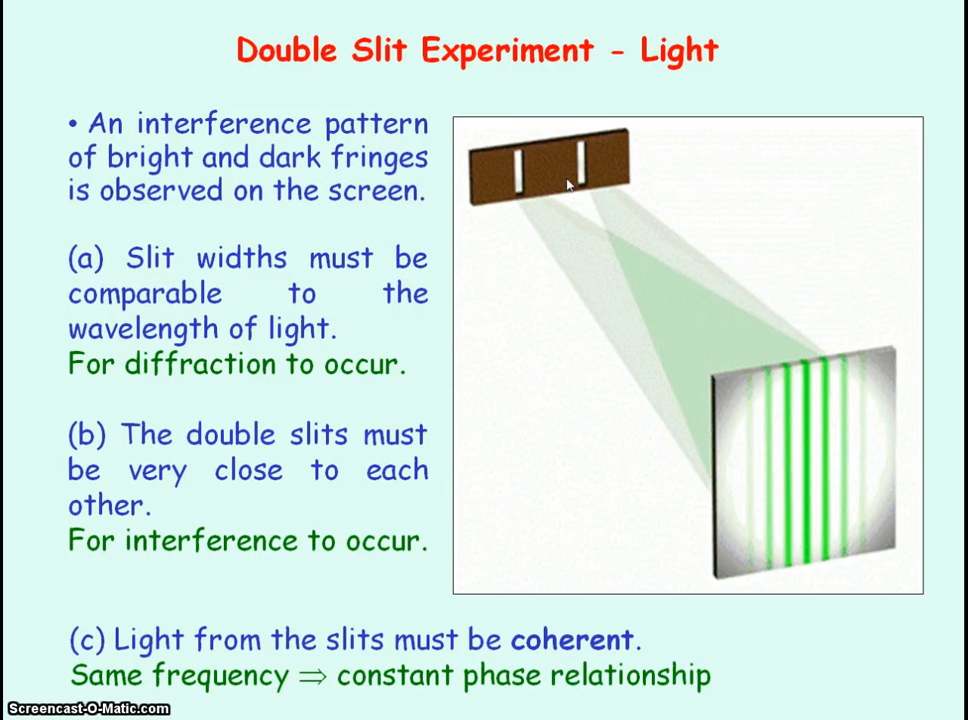 Double Slit Experiment - Light
• An interference pattern
of bright and dark fringes
is observed on the screen.
(a) Slit widths must be
comparable to the
wavelength of light.
For diffraction to occur.
(b) The double slits must
be very close to each
other.
For interference to occur.
(c) Light from the slits must be coherent.
Same frequency ⇒ constant phase relationship
Screencast-O-Matic.com